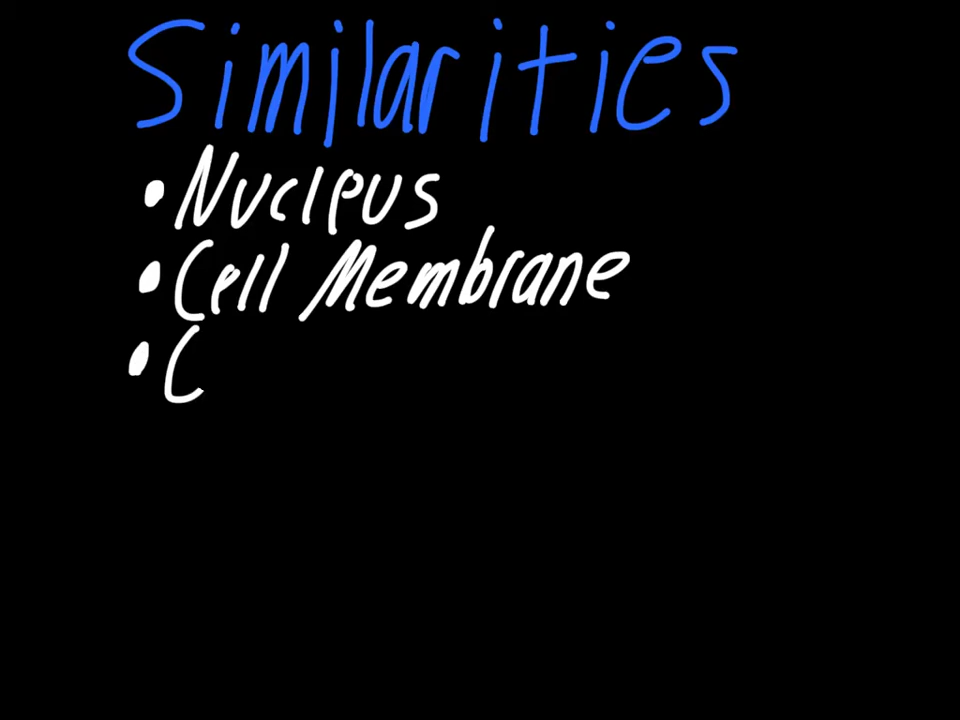 Similarities
• Nucleus
• Cell Membrane
• C